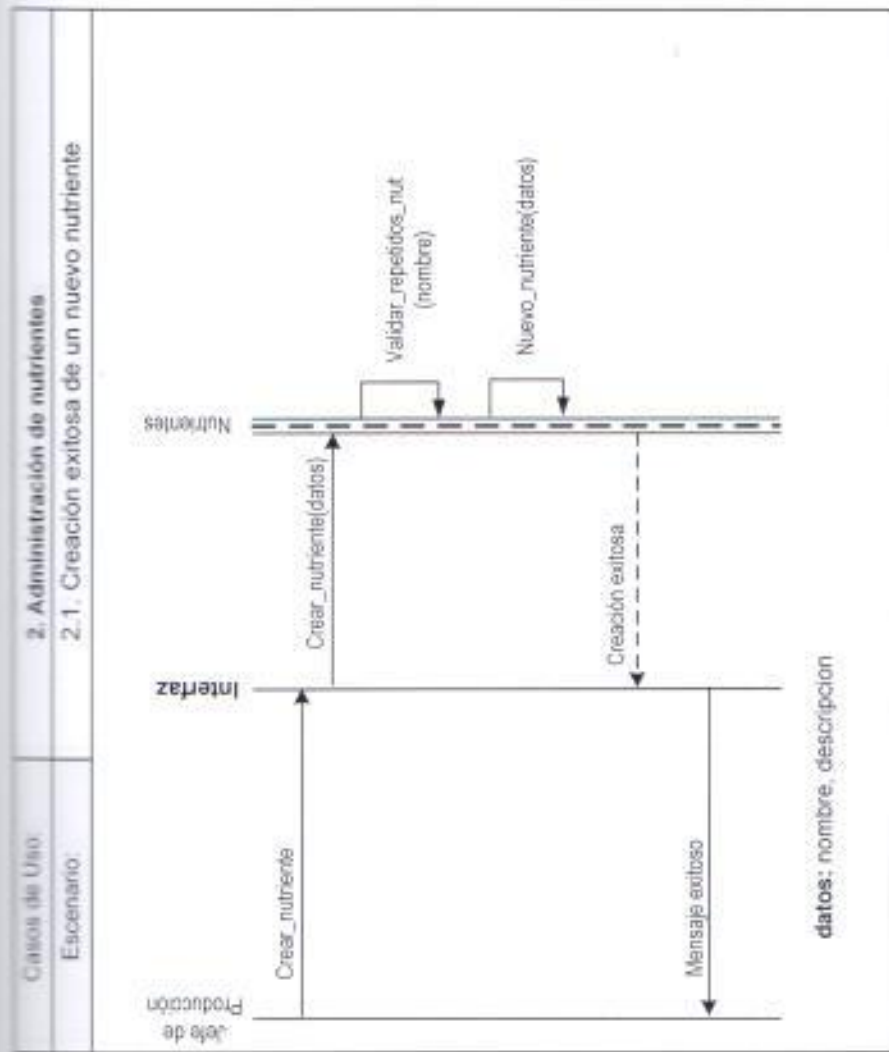 Casos de Uso:
2. Administración de nutrientes
Escenario:
2.1. Creación exitosa de un nuevo nutriente
Jefe de
Producción
Interfaz
Nutrientes
Crear_nutriente
Crear_nutriente(datos)
Validar_repetidos_nut
(nombre)
Nuevo_nutriente(datos)
Creación exitosa
Mensaje exitoso
datos: nombre, descripcion